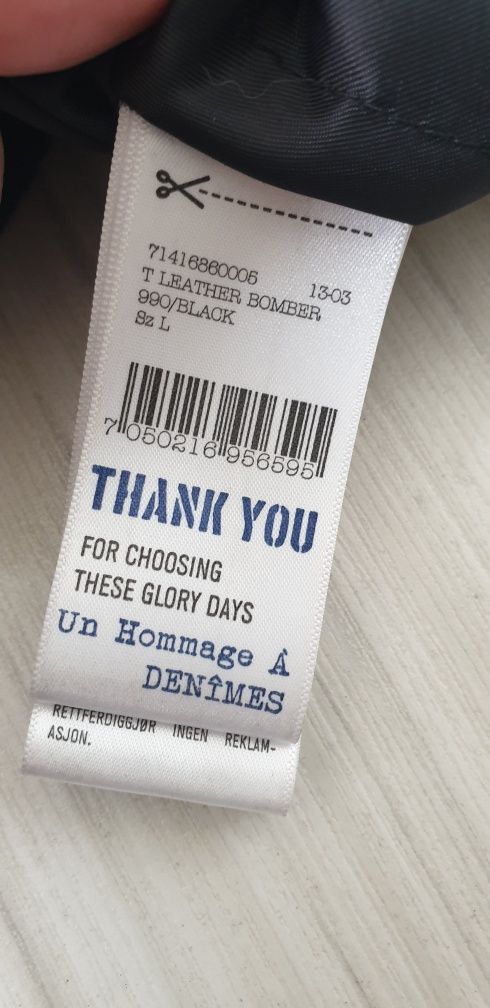 71416860005 13-03
T LEATHER BOMBER
990/BLACK
Sz L
7 050216 956595
THANK YOU
FOR CHOOSING
THESE GLORY DAYS
Un Hommage À
DENÎMES
RETTFERDIGGJØR INGEN REKLAM-
ASJON.